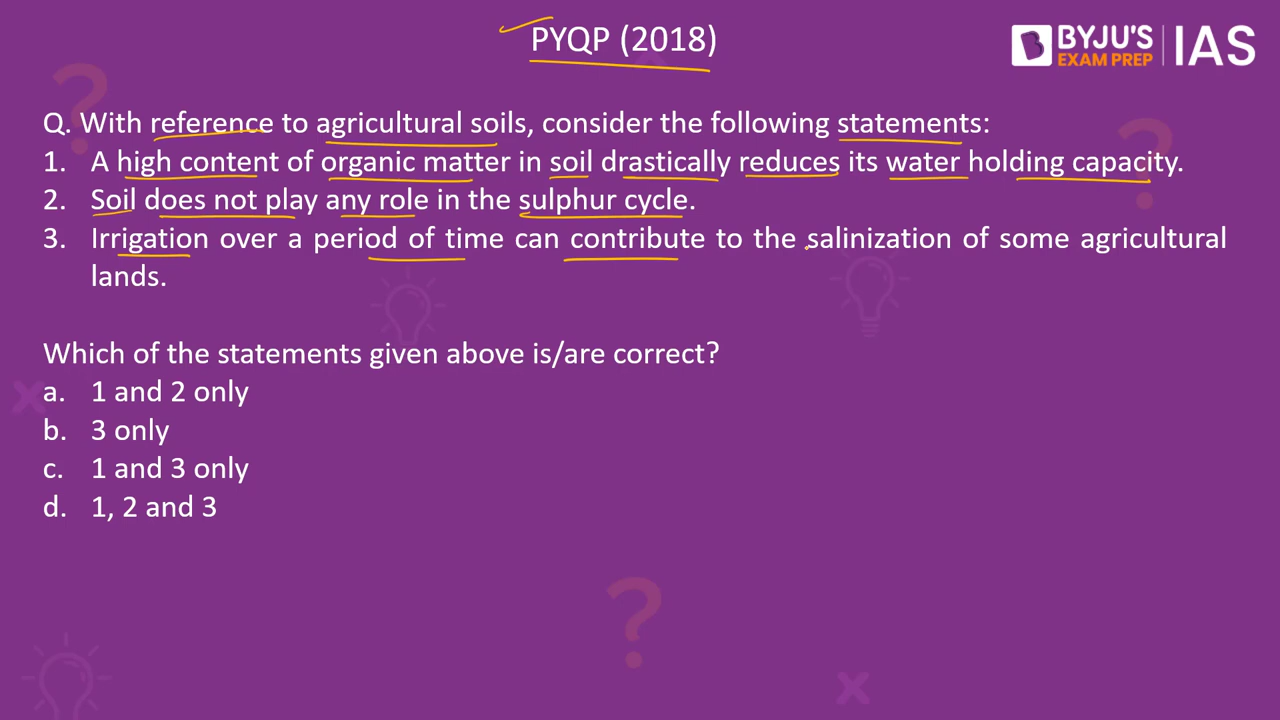 PYQP (2018)
BYJU'S
EXAM PREP
IAS
Q. With reference to agricultural soils, consider the following statements:
1. A high content of organic matter in soil drastically reduces its water holding capacity.
2. Soil does not play any role in the sulphur cycle.
3. Irrigation over a period of time can contribute to the salinization of some agricultural
lands.
Which of the statements given above is/are correct?
a. 1 and 2 only
b. 3 only
c. 1 and 3 only
d. 1, 2 and 3